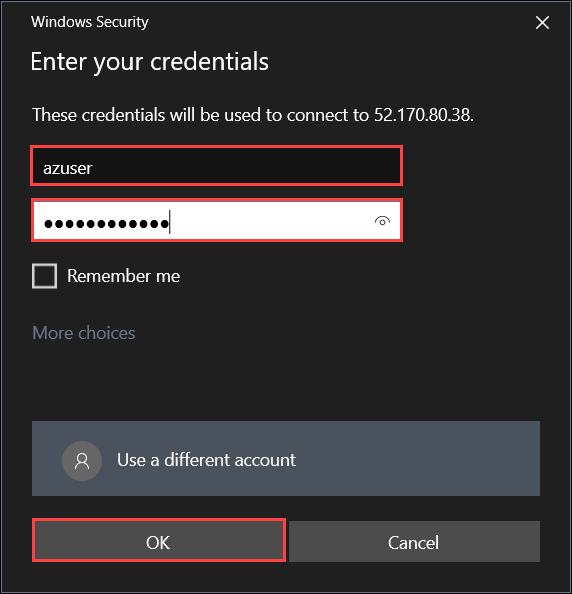 Windows Security
Enter your credentials
These credentials will be used to connect to 52.170.80.38.
azuser
●●●●●●●●●●●●
Remember me
More choices
Use a different account
OK
Cancel